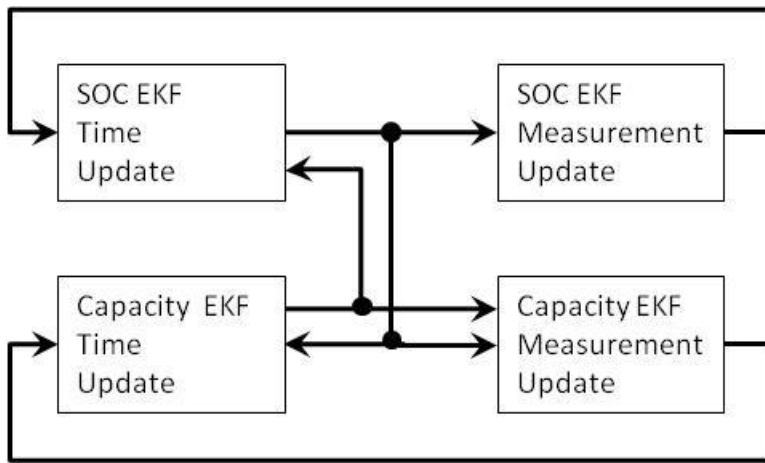 SOC EKF
Time
Update
SOC EKF
Measurement
Update
Capacity EKF
Time
Update
Capacity EKF
Measurement
Update